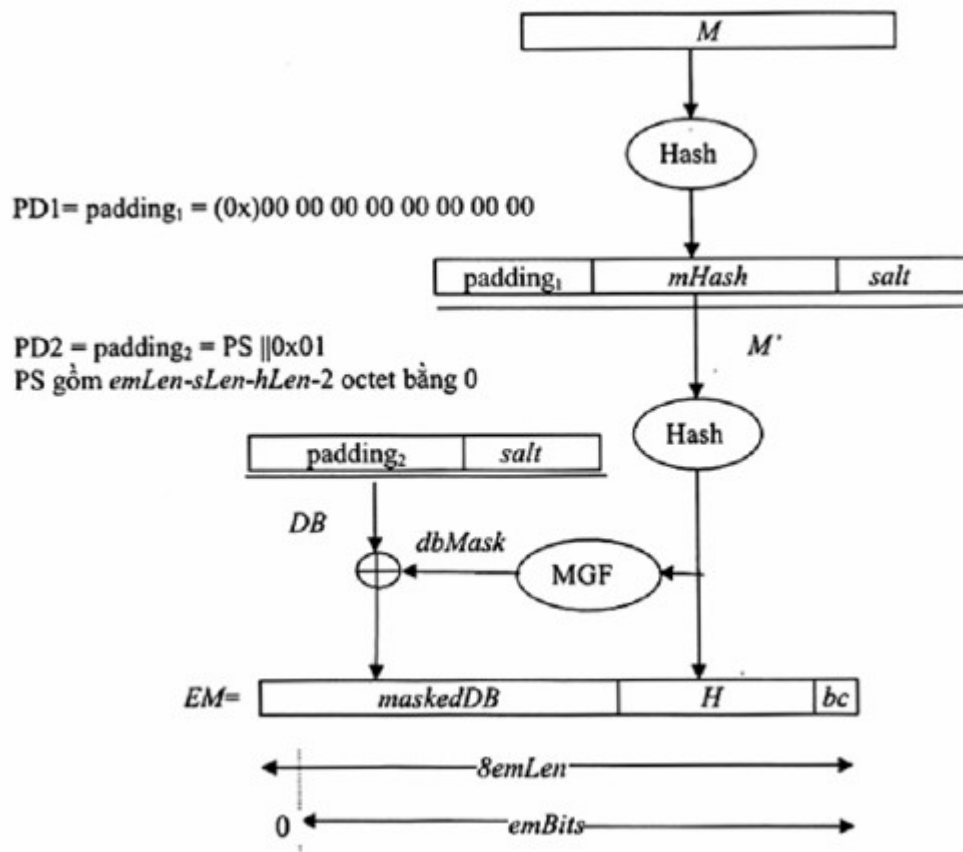 M
Hash
PD1= padding₁ = (0x)00 00 00 00 00 00 00 00
padding₁ mHash salt
PD2 = padding₂ = PS ||0x01
M'
PS gồm emLen-sLen-hLen-2 octet bằng 0
Hash
padding₂ salt
DB
dbMask
MGF
EM= maskedDB H bc
8emLen
0 emBits